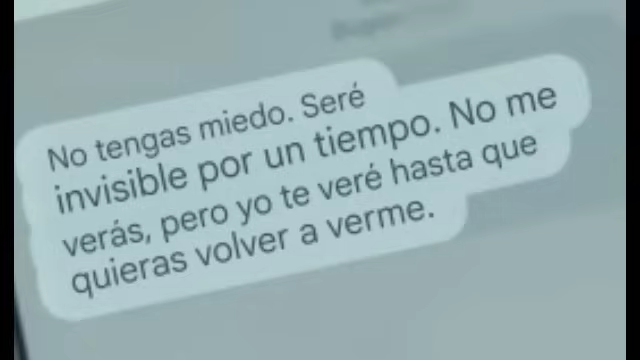 No tengas miedo. Seré
invisible por un tiempo. No me
verás, pero yo te veré hasta que
quieras volver a verme.